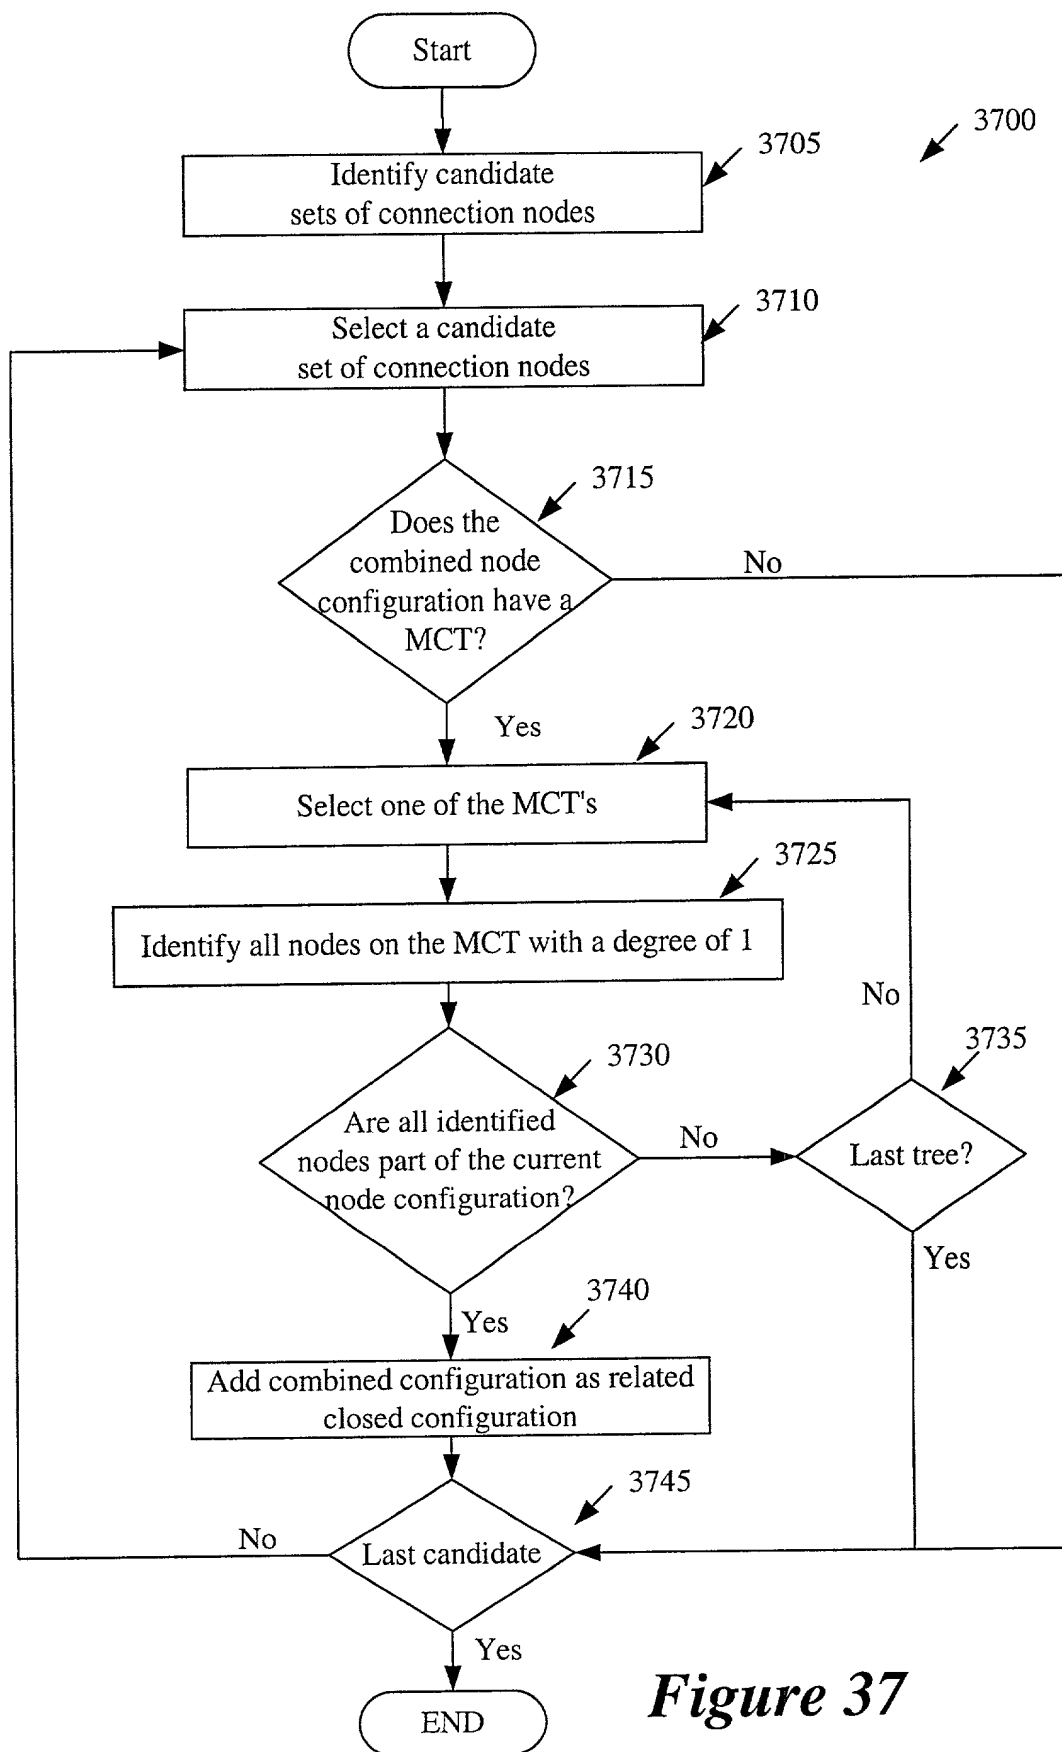 Start
3700
3705
Identify candidate
sets of connection nodes
3710
Select a candidate
set of connection nodes
3715
Does the
combined node
configuration have a
MCT?
No
Yes
3720
Select one of the MCT's
3725
Identify all nodes on the MCT with a degree of 1
No
3730
3735
Are all identified
nodes part of the current
node configuration?
No
Last tree?
Yes
3740
Yes
Add combined configuration as related
closed configuration
3745
No
Last candidate
Yes
END
Figure 37